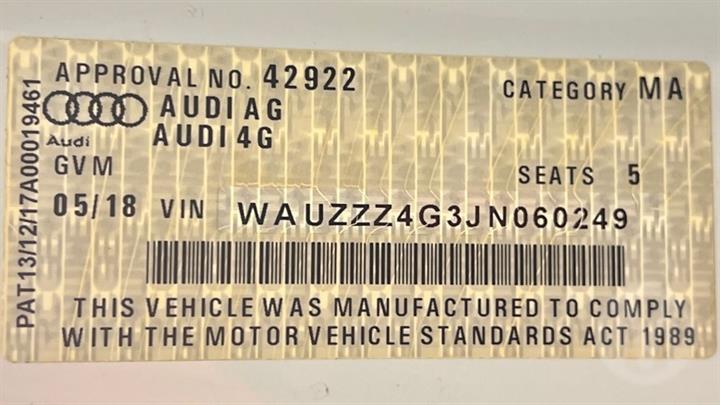 APPROVAL NO. 42922 CATEGORY MA
AUDI AG
Audi AUDI 4G
GVM SEATS 5
05/18 VIN WAUZZZ4G3JN060249
THIS VEHICLE WAS MANUFACTURED TO COMPLY
WITH THE MOTOR VEHICLE STANDARDS ACT 1989
PAT13/12/17A00019461